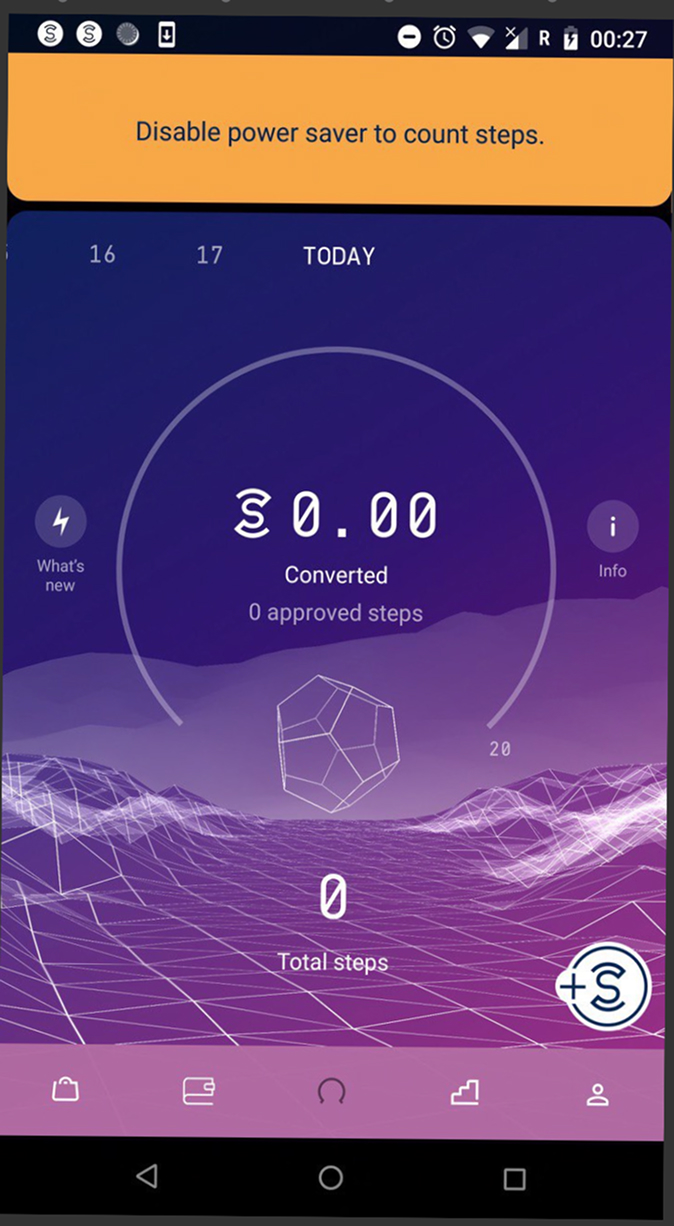 R 00:27
Disable power saver to count steps.
16 17 TODAY
0.00
Converted
0 approved steps
What's
new
Info
20
0
Total steps